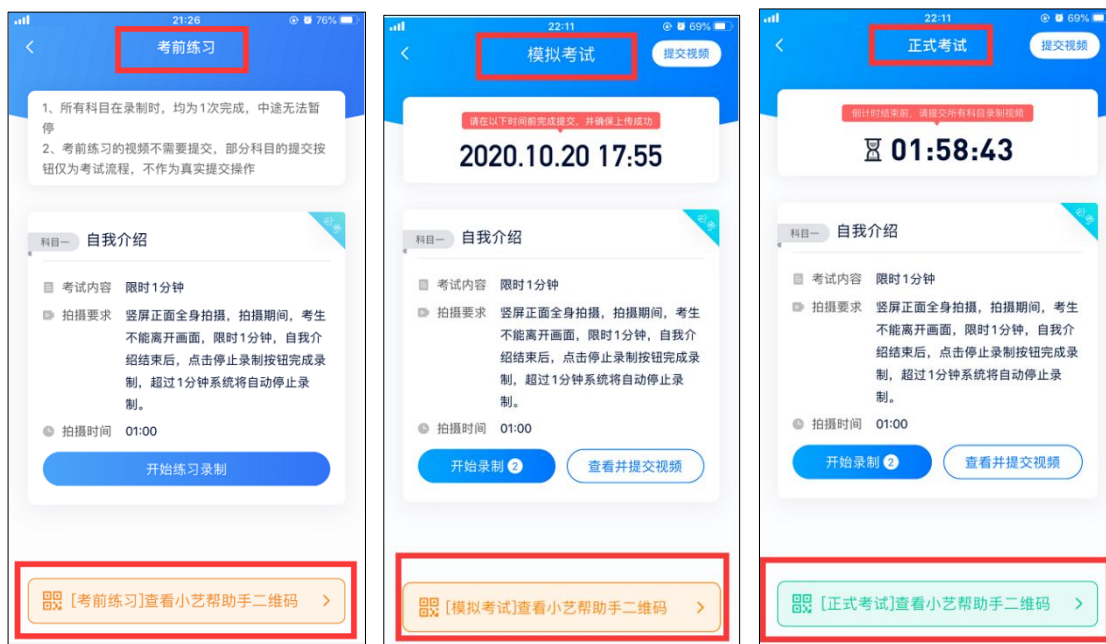 21:26
76%
考前练习
1、所有科目在录制时，均为1次完成，中途无法暂
停
2、考前练习的视频不需要提交，部分科目的提交按
钮仅为考试流程，不作为真实提交操作
必考
科目一 自我介绍
考试内容 限时1分钟
拍摄要求 竖屏正面全身拍摄，拍摄期间，考生
不能离开画面，限时1分钟，自我介
绍结束后，点击停止录制按钮完成录
制，超过1分钟系统将自动停止录
制。
拍摄时间 01:00
开始练习录制
[考前练习]查看小艺帮助手二维码
22:11
69%
模拟考试
提交视频
请在以下时间前完成提交，并确保上传成功
2020.10.20 17:55
必考
科目一 自我介绍
考试内容 限时1分钟
拍摄要求 竖屏正面全身拍摄，拍摄期间，考生
不能离开画面，限时1分钟，自我介
绍结束后，点击停止录制按钮完成录
制，超过1分钟系统将自动停止录
制。
拍摄时间 01:00
开始录制 2
查看并提交视频
[模拟考试]查看小艺帮助手二维码
22:11
69%
正式考试
提交视频
倒计时结束前，请提交所有科目录制视频
01:58:43
必考
科目一 自我介绍
考试内容 限时1分钟
拍摄要求 竖屏正面全身拍摄，拍摄期间，考生
不能离开画面，限时1分钟，自我介
绍结束后，点击停止录制按钮完成录
制，超过1分钟系统将自动停止录
制。
拍摄时间 01:00
开始录制 2
查看并提交视频
[正式考试]查看小艺帮助手二维码